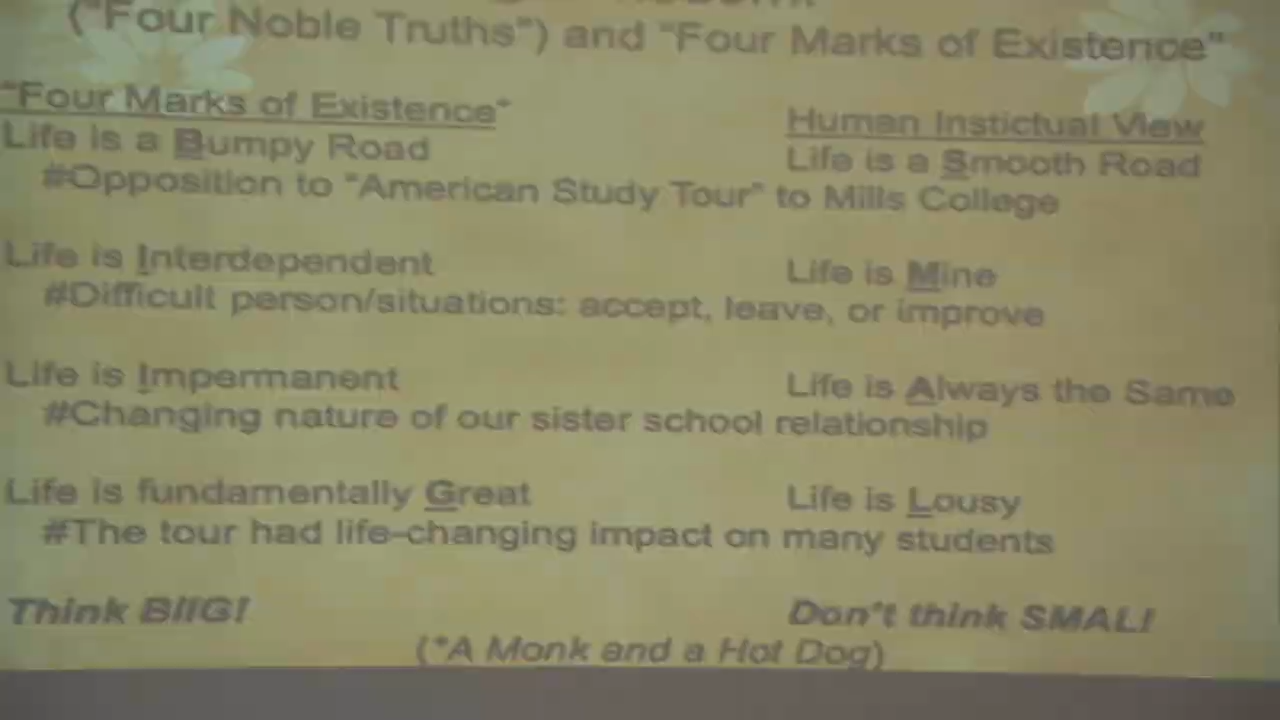 ("Four Noble Truths") and "Four Marks of Existence"
"Four Marks of Existence"
Human Instictual View
Life is a Bumpy Road
Life is a Smooth Road
#Opposition to "American Study Tour" to Mills College
Life is Interdependent
Life is Mine
#Difficult person/situations: accept, leave, or improve
Life is Impermanent
Life is Always the Same
#Changing nature of our sister school relationship
Life is fundamentally Great
Life is Lousy
#The tour had life-changing impact on many students
Think BIIG!
Don't think SMAL!
(*A Monk and a Hot Dog)